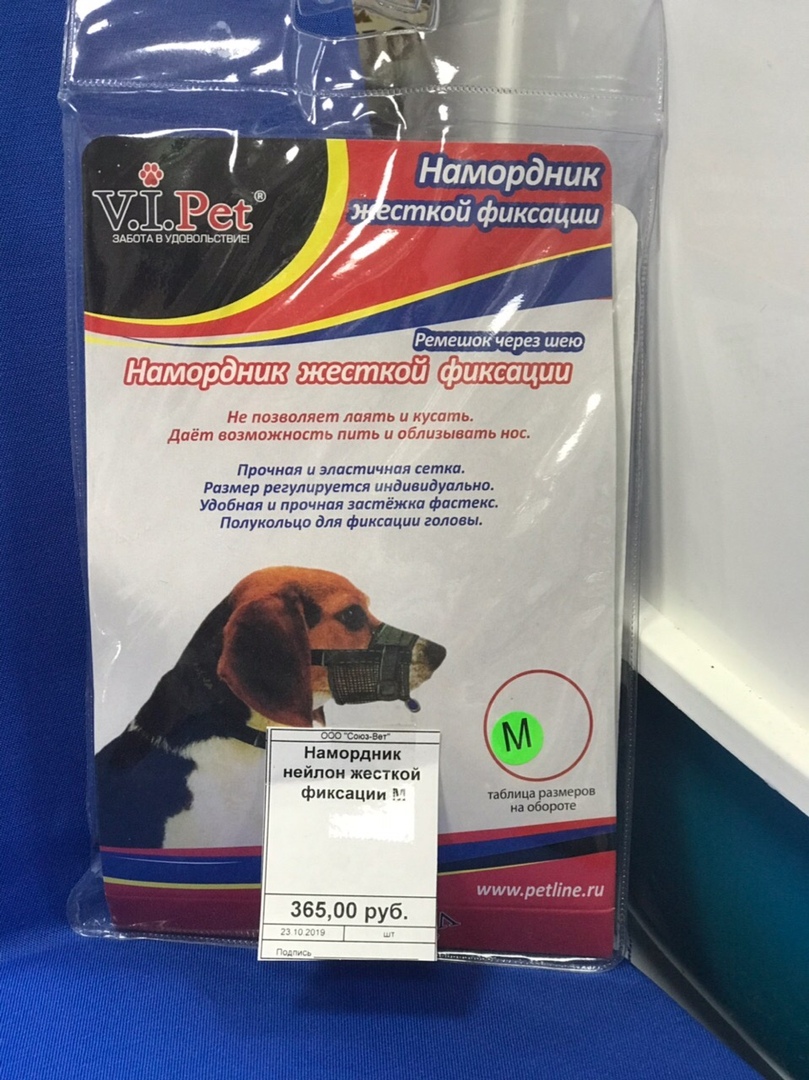 V.I.Pet®
ЗАБОТА В УДОВОЛЬСТВИЕ!
Намордник
жесткой фиксации
Ремешок через шею
Намордник жесткой фиксации
Не позволяет лаять и кусать.
Даёт возможность пить и облизывать нос.
Прочная и эластичная сетка.
Размер регулируется индивидуально.
Удобная и прочная застёжка фастекс.
Полукольцо для фиксации головы.
M
таблица размеров
на обороте
ООО "Союз-Вет"
Намордник
нейлон жесткой
фиксации М
365,00 руб.
23.10.2019 шт
Подпись
www.petline.ru